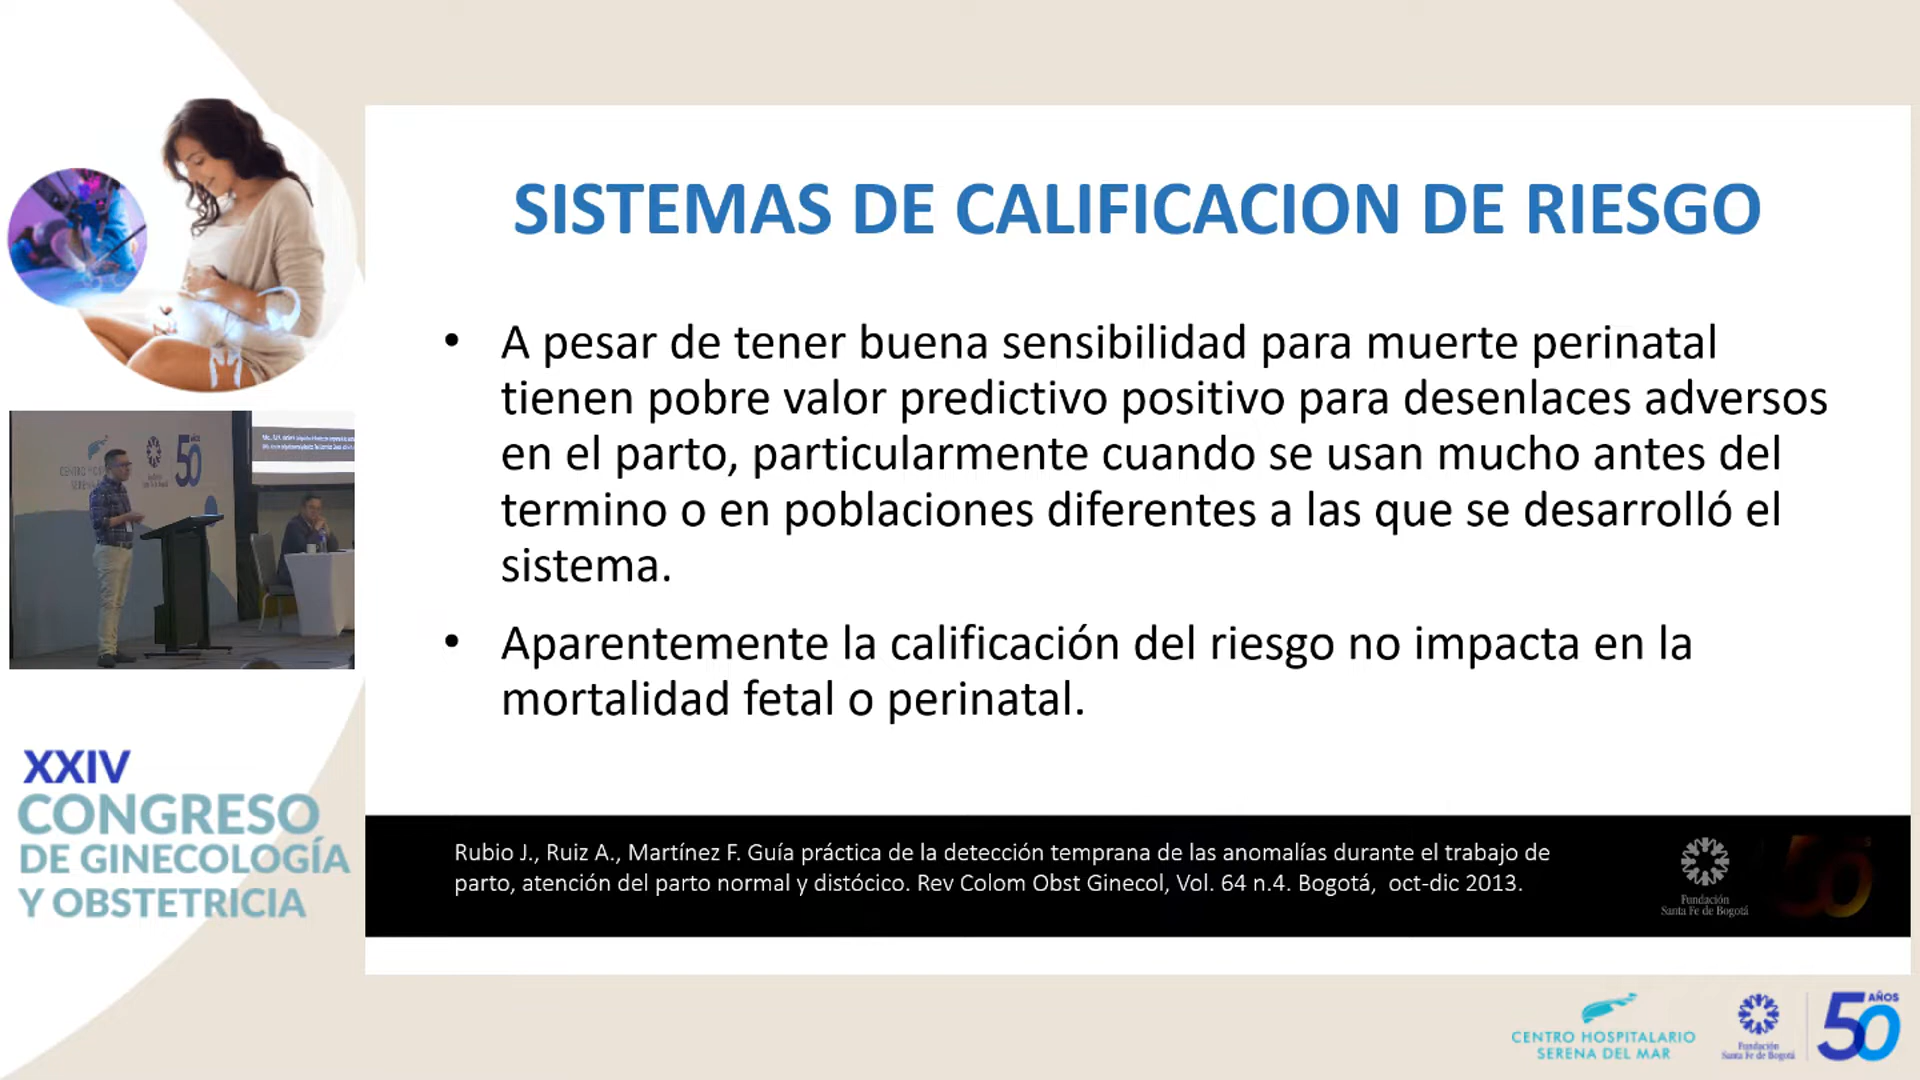 SISTEMAS DE CALIFICACION DE RIESGO
• A pesar de tener buena sensibilidad para muerte perinatal
tienen pobre valor predictivo positivo para desenlaces adversos
en el parto, particularmente cuando se usan mucho antes del
termino o en poblaciones diferentes a las que se desarrolló el
sistema.
• Aparentemente la calificación del riesgo no impacta en la
mortalidad fetal o perinatal.
Rubio J., Ruiz A., Martínez F. Guía práctica de la detección temprana de las anomalías durante el trabajo de
parto, atención del parto normal y distócico. Rev Colom Obst Ginecol, Vol. 64 n.4. Bogotá, oct-dic 2013.
Fundación
Santa Fe de Bogotá
50
50
AÑOS
XXIV
CONGRESO
DE GINECOLOGÍA
Y OBSTETRICIA
CENTRO HOSPITALARIO
SERENA DEL MAR
Fundación
Santa Fe de Bogotá
50
AÑOS